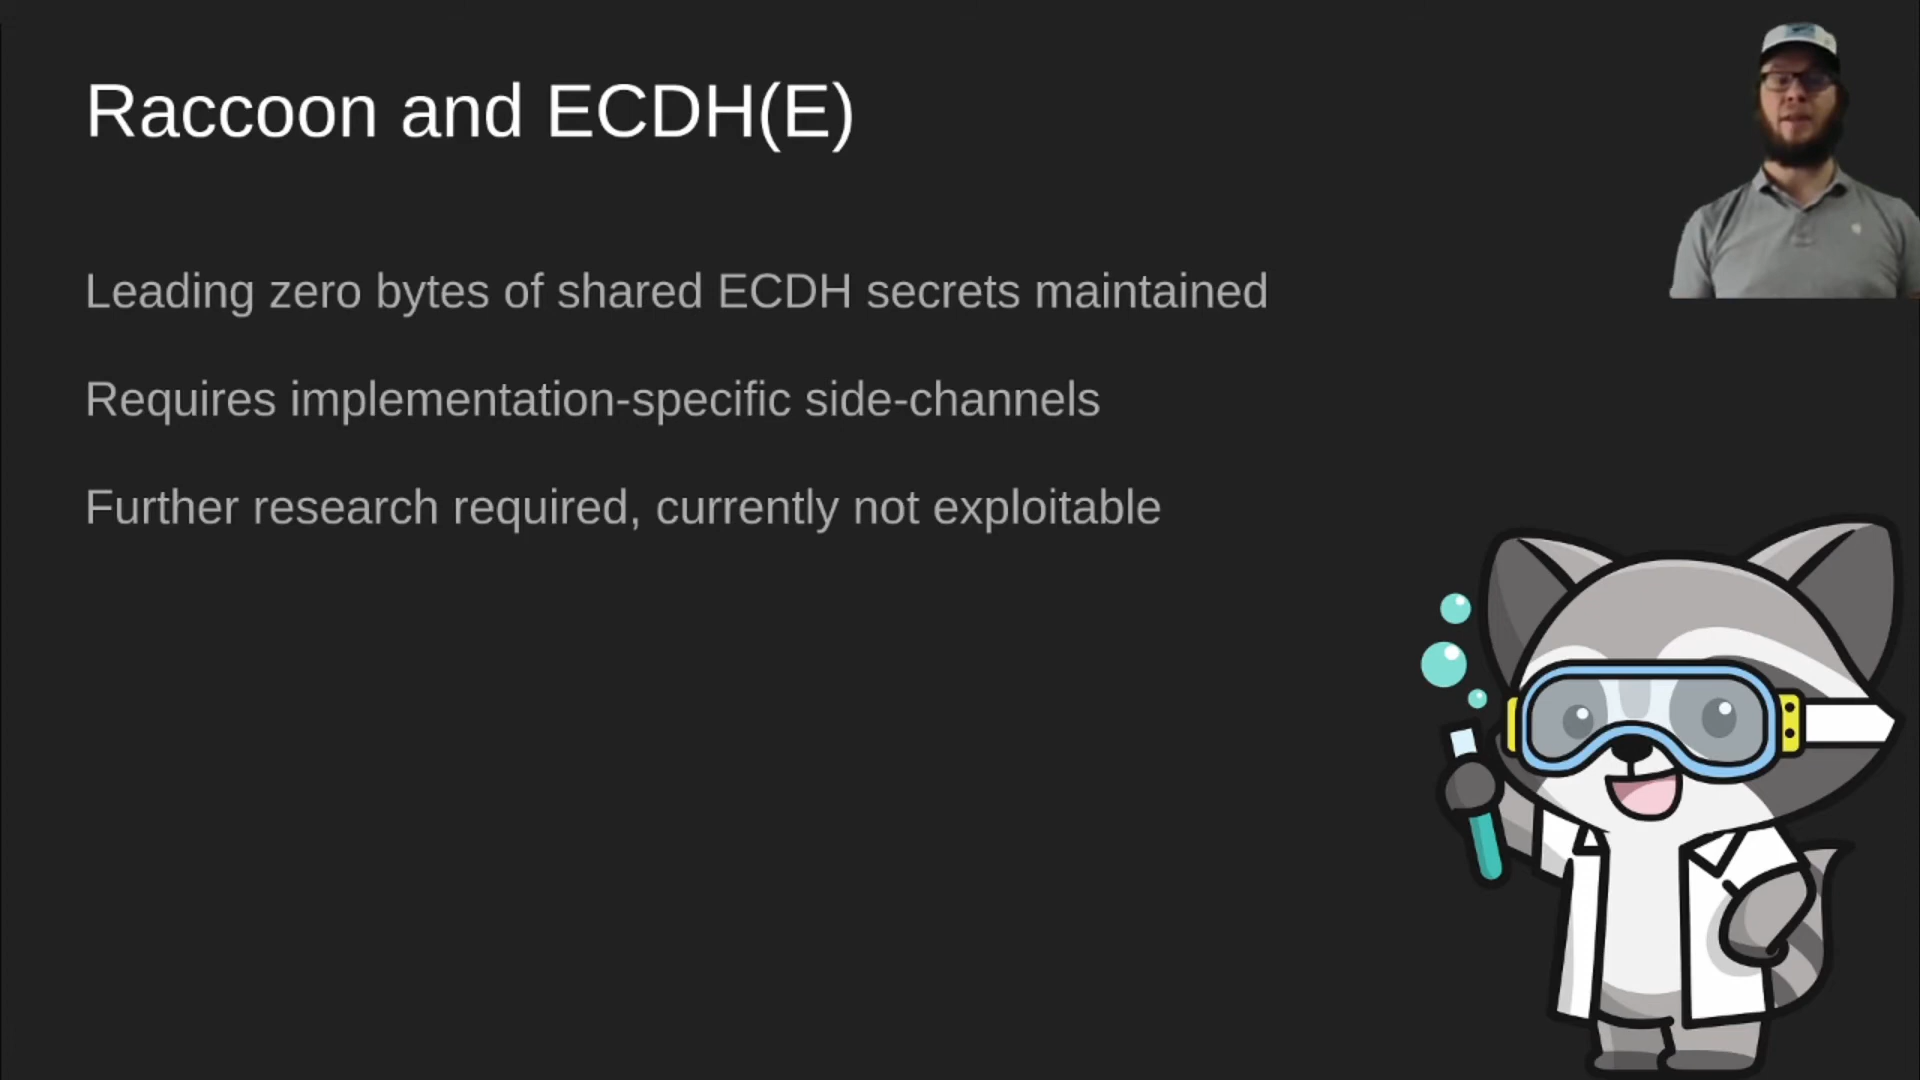 Raccoon and ECDH(E)
Leading zero bytes of shared ECDH secrets maintained
Requires implementation-specific side-channels
Further research required, currently not exploitable